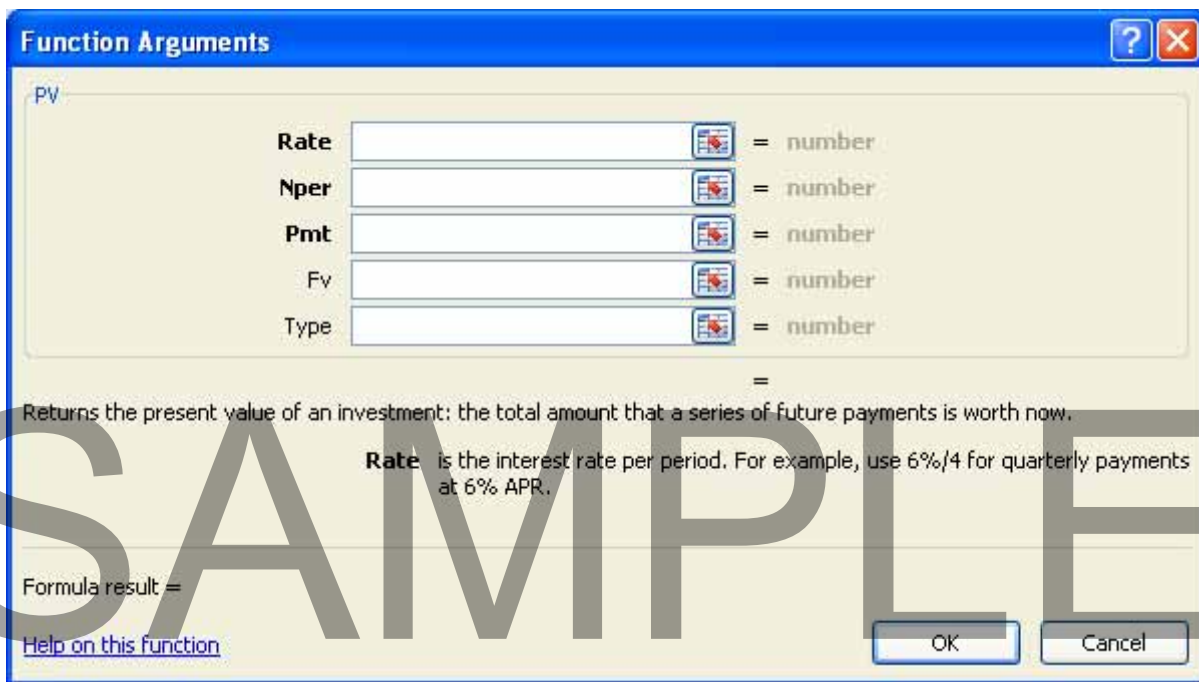 Function Arguments
PV
Rate = number
Nper = number
Pmt = number
Fv = number
Type = number
=
Returns the present value of an investment: the total amount that a series of future payments is worth now.
Rate is the interest rate per period. For example, use 6%/4 for quarterly payments
at 6% APR.
SAMPLE
Formula result =
Help on this function
OK Cancel